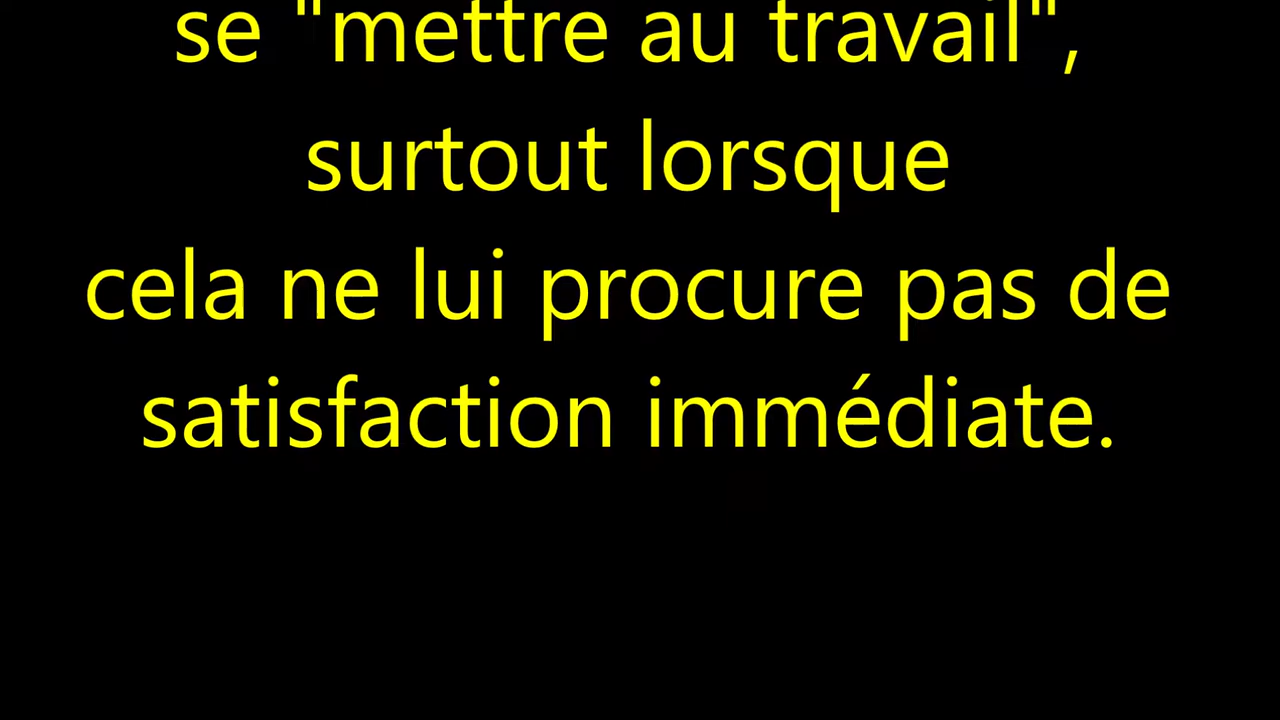 se "mettre au travail",
surtout lorsque
cela ne lui procure pas de
satisfaction immédiate.